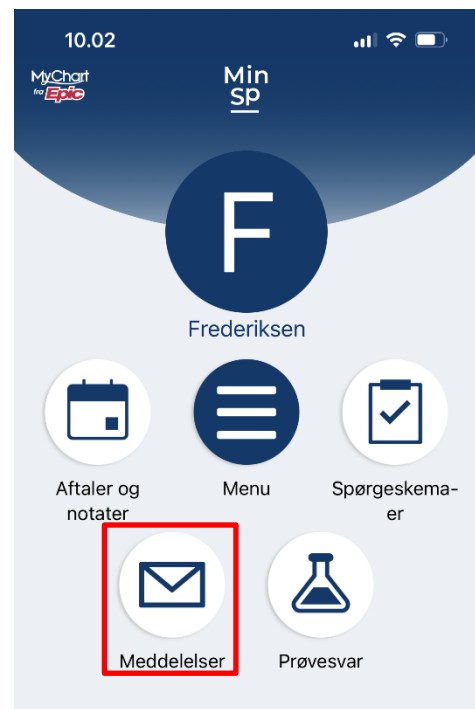 10.02
MyChart
fra Epic
Min
SP
F
Frederiksen
Aftaler og
notater
Menu
Spørgeskema-
er
Meddelelser
Prøvesvar